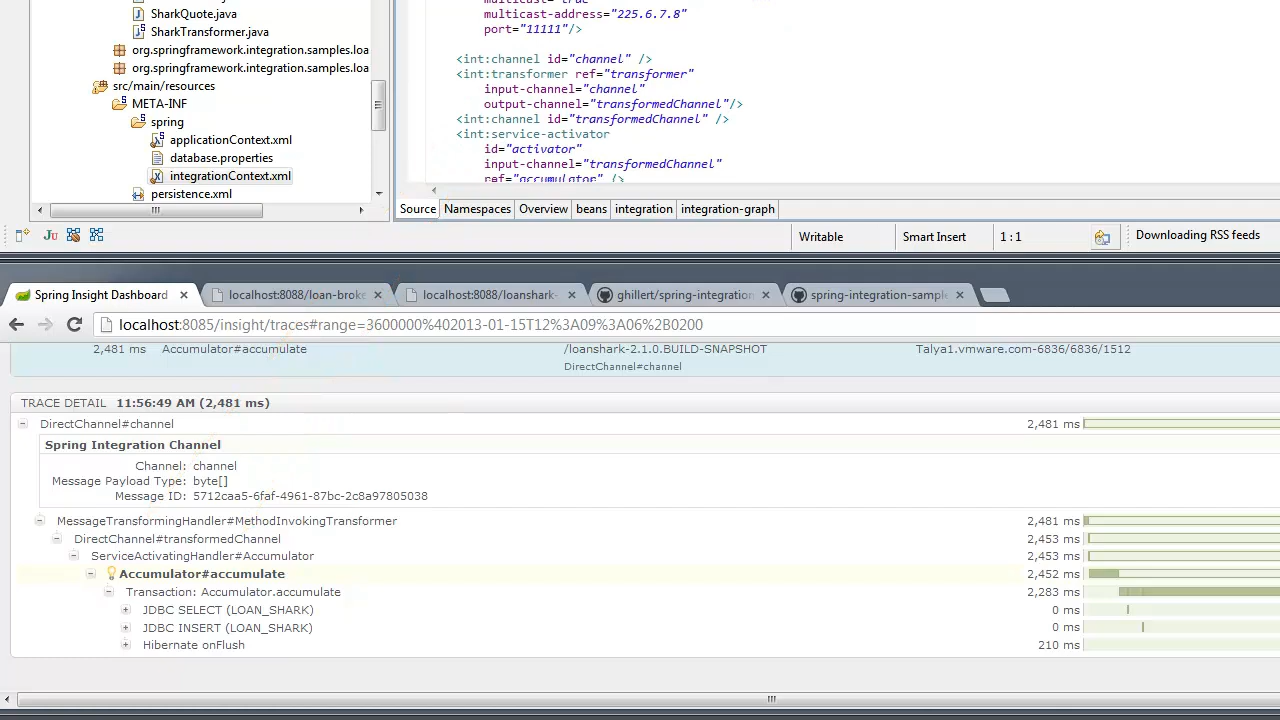 SharkQuote.java
SharkTransformer.java
org.springframework.integration.samples.loa
org.springframework.integration.samples.loa
src/main/resources
META-INF
spring
applicationContext.xml
database.properties
integrationContext.xml
persistence.xml
multicast-address="225.6.7.8"
port="11111"/>
<int:channel id="channel" />
<int:transformer ref="transformer"
input-channel="channel"
output-channel="transformedChannel"/>
<int:channel id="transformedChannel" />
<int:service-activator
id="activator"
input-channel="transformedChannel"
ref="accumulator" />
Source Namespaces Overview beans integration integration-graph
Writable Smart Insert 1 : 1 Downloading RSS feeds
Spring Insight Dashboard localhost:8088/loan-broke localhost:8088/loanshark- ghillert/spring-integration spring-integration-sample
localhost:8085/insight/traces#range=3600000%402013-01-15T12%3A09%3A06%2B0200
2,481 ms Accumulator#accumulate /loanshark-2.1.0.BUILD-SNAPSHOT Talya1.vmware.com-6836/6836/1512
DirectChannel#channel
TRACE DETAIL 11:56:49 AM (2,481 ms)
DirectChannel#channel 2,481 ms
Spring Integration Channel
Channel: channel
Message Payload Type: byte[]
Message ID: 5712caa5-6faf-4961-87bc-2c8a97805038
MessageTransformingHandler#MethodInvokingTransformer 2,481 ms
DirectChannel#transformedChannel 2,453 ms
ServiceActivatingHandler#Accumulator 2,453 ms
Accumulator#accumulate 2,452 ms
Transaction: Accumulator.accumulate 2,283 ms
JDBC SELECT (LOAN_SHARK) 0 ms
JDBC INSERT (LOAN_SHARK) 0 ms
Hibernate onFlush 210 ms